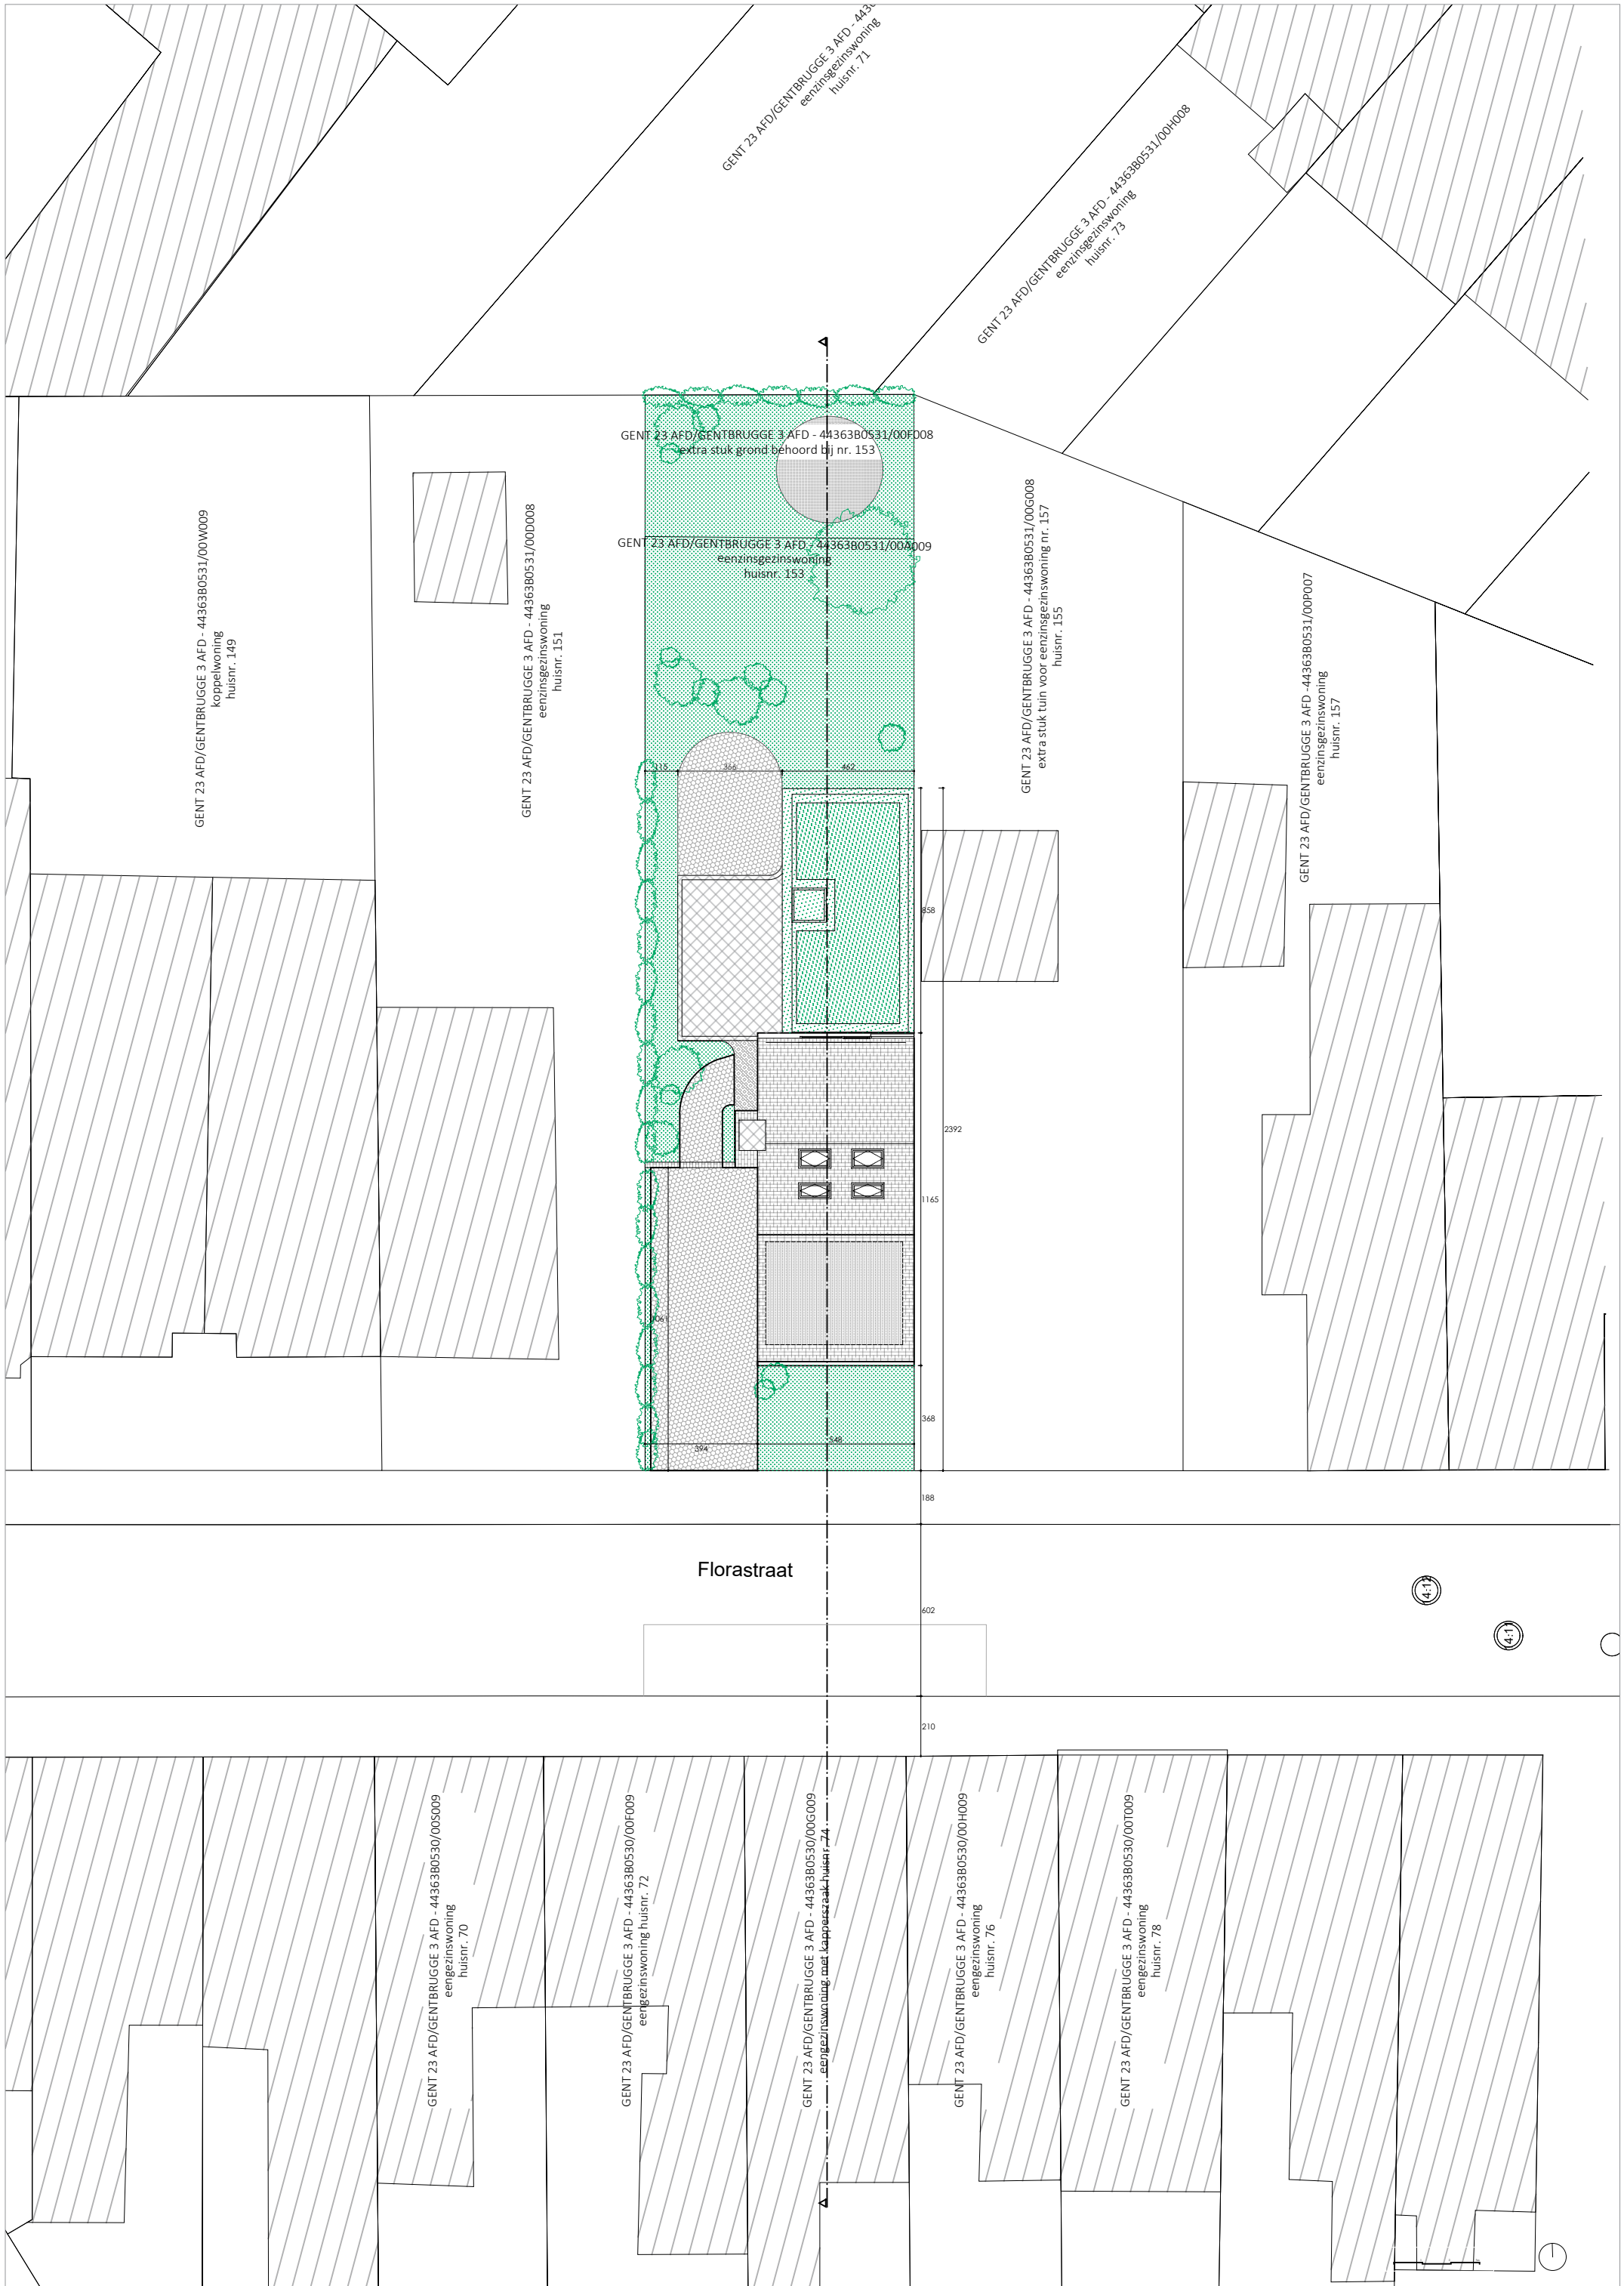 GENT 23 AFD/GENTBRUGGE 3 AFD - 443
eenzinsgezinswoning
huisnr. 71
GENT 23 AFD/GENTBRUGGE 3 AFD - 44363B0531/00H008
eenzinsgezinswoning
huisnr. 73
GENT 23 AFD/GENTBRUGGE 3 AFD - 44363B0531/00F008
extra stuk grond behoord bij nr. 153
GENT 23 AFD/GENTBRUGGE 3 AFD - 44363B0531/00A009
eenzinsgezinswoning
huisnr. 153
GENT 23 AFD/GENTBRUGGE 3 AFD - 44363B0531/00W009
koppelwoning
huisnr. 149
GENT 23 AFD/GENTBRUGGE 3 AFD - 44363B0531/00D008
eenzinsgezinswoning
huisnr. 151
GENT 23 AFD/GENTBRUGGE 3 AFD - 44363B0531/00G008
extra stuk tuin voor eenzinsgezinswoning nr. 157
huisnr. 155
GENT 23 AFD/GENTBRUGGE 3 AFD -44363B0531/00P007
eenzinsgezinswoning
huisnr. 157
115
366
462
858
2392
1165
1061
368
394
548
188
Florastraat
602
14:12
14:11
210
GENT 23 AFD/GENTBRUGGE 3 AFD - 44363B0530/00S009
eengezinswoning
huisnr. 70
GENT 23 AFD/GENTBRUGGE 3 AFD - 44363B0530/00F009
eengezinswoning huisnr. 72
GENT 23 AFD/GENTBRUGGE 3 AFD - 44363B0530/00G009
eengezinswoning met kapperszaak huisnr. 74
GENT 23 AFD/GENTBRUGGE 3 AFD - 44363B0530/00H009
eengezinswoning
huisnr. 76
GENT 23 AFD/GENTBRUGGE 3 AFD - 44363B0530/00T009
eengezinswoning
huisnr. 78